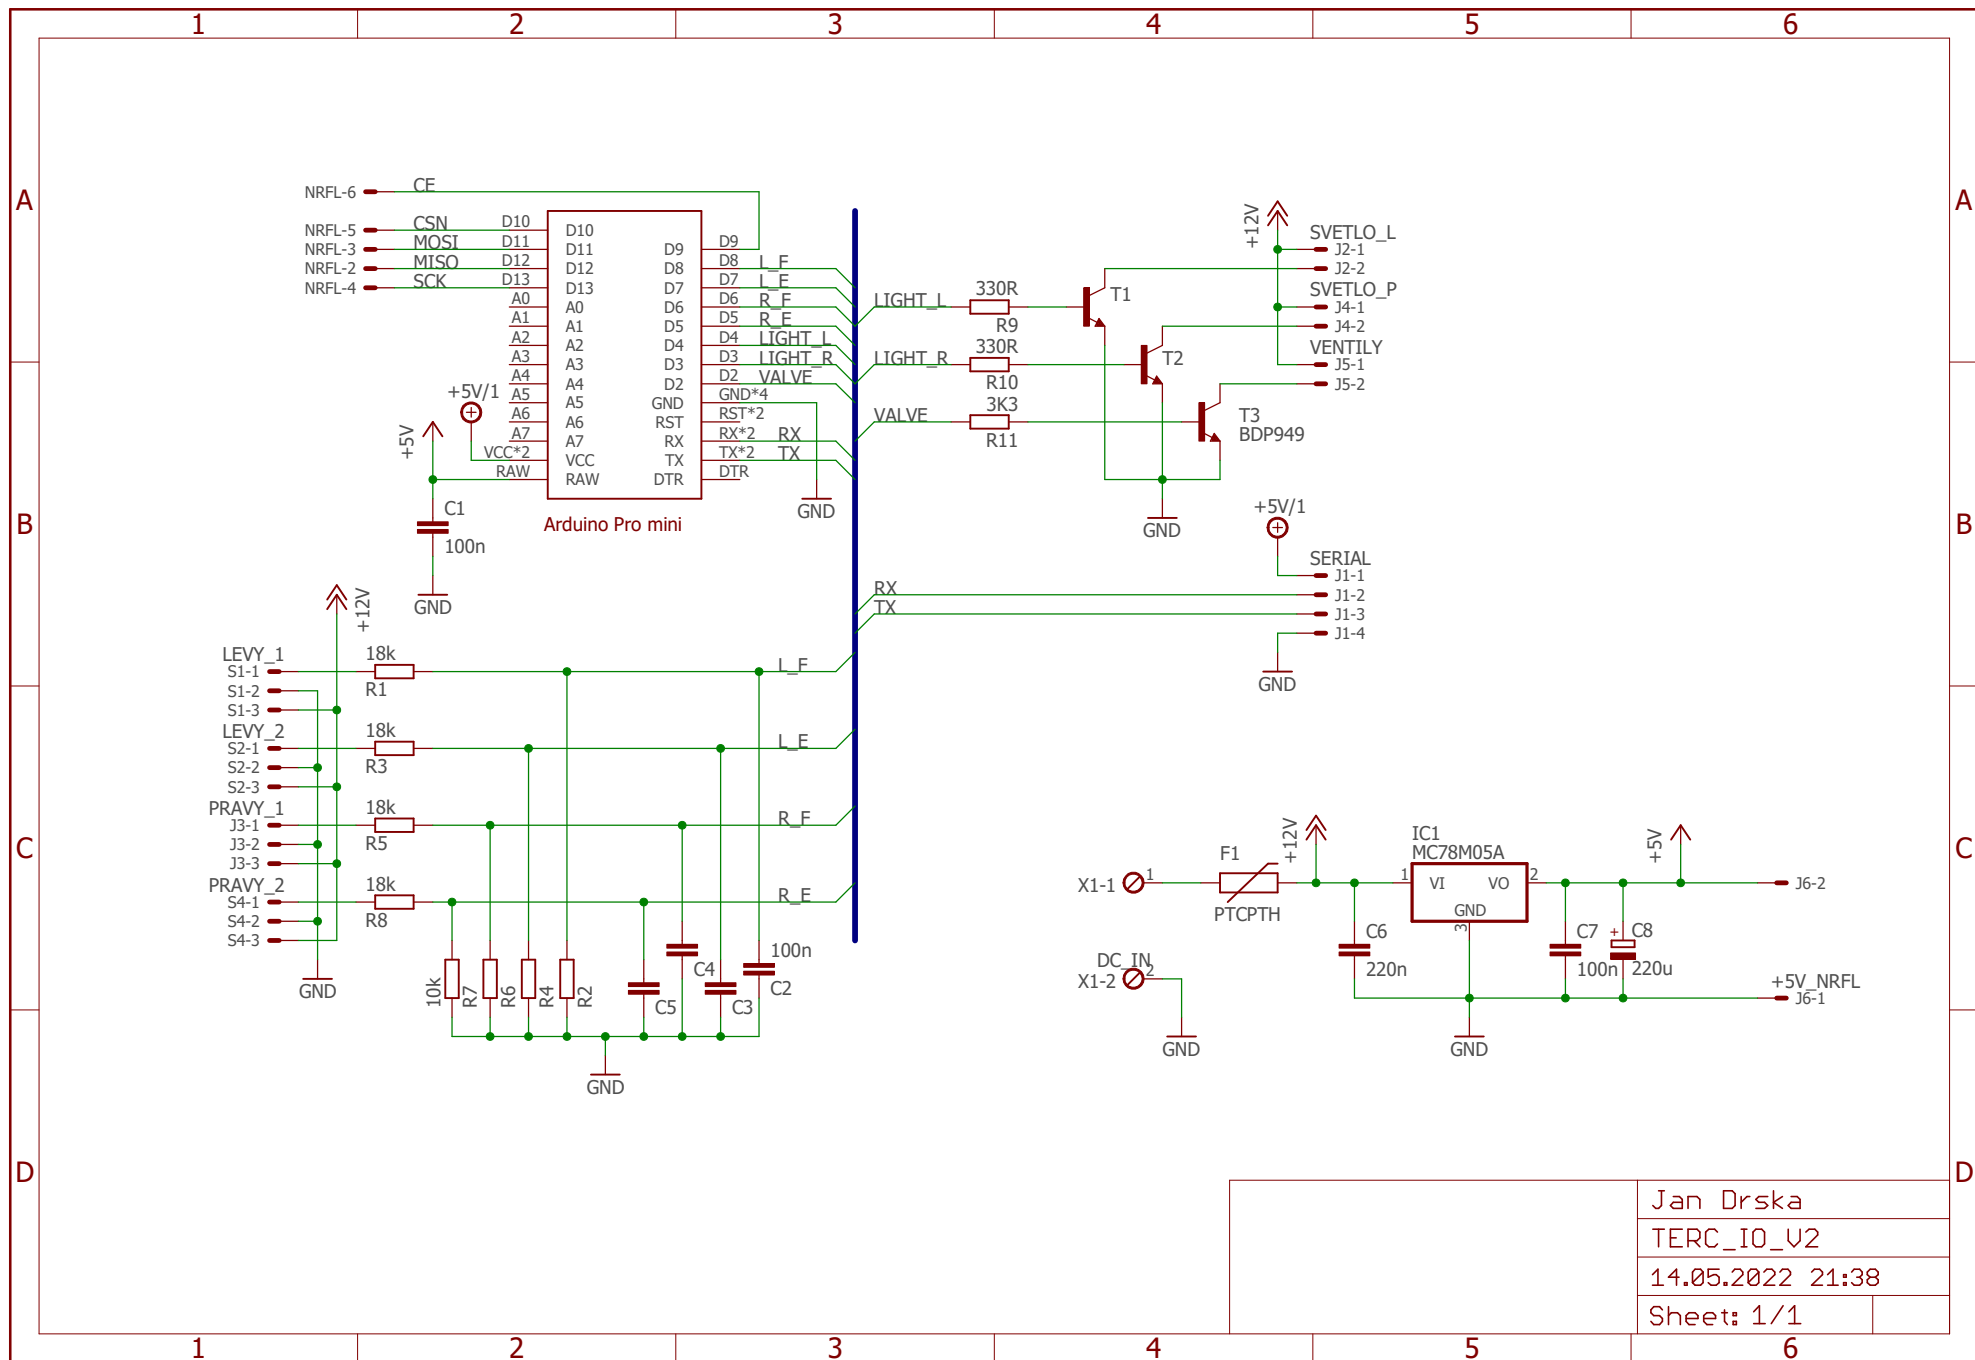 1 2 3 4 5 6
A A
B B
C C
D D
NRFL-6 CE
NRFL-5 CSN D10
NRFL-3 MOSI D11
NRFL-2 MISO D12
NRFL-4 SCK D13
A0
A1
A2
A3
A4
A5
A6
A7
VCC*2
RAW
D10
D11
D12
D13
A0
A1
A2
A3
A4
A5
A6
A7
VCC
RAW
D9
D8
D7
D6
D5
D4
D3
D2
GND
RST
RX
TX
DTR
D9
D8 L_F
D7 L_E
D6 R_F
D5 R_E
D4 LIGHT_L
D3 LIGHT_R
D2 VALVE
GND*4
RST*2
RX*2 RX
TX*2 TX
DTR
Arduino Pro mini
GND
+5V/1
+5V
C1
100n
GND
LIGHT_L 330R
R9
LIGHT_R 330R
R10
VALVE 3K3
R11
T1
T2
T3
BDP949
GND
+12V
SVETLO_L
J2-1
J2-2
SVETLO_P
J4-1
J4-2
VENTILY
J5-1
J5-2
+5V/1
SERIAL
J1-1
J1-2
J1-3
J1-4
RX
TX
GND
+12V
LEVY_1
S1-1
S1-2
S1-3
18k
R1
L_F
LEVY_2
S2-1
S2-2
S2-3
18k
R3
L_E
PRAVY_1
J3-1
J3-2
J3-3
18k
R5
R_F
PRAVY_2
S4-1
S4-2
S4-3
18k
R8
R_E
GND
10k
R7
R6
R4
R2
C5
C4
C3
100n
C2
GND
X1-1 1
F1
PTCPTH
+12V
DC_IN
X1-2 2
GND
C6
220n
IC1
MC78M05A
1 VI VO 2
GND
3
GND
C7
100n
+ C8
220u
+5V
J6-2
+5V_NRFL
J6-1
Jan Drska
TERC_IO_V2
14.05.2022 21:38
Sheet: 1/1
1 2 3 4 5 6